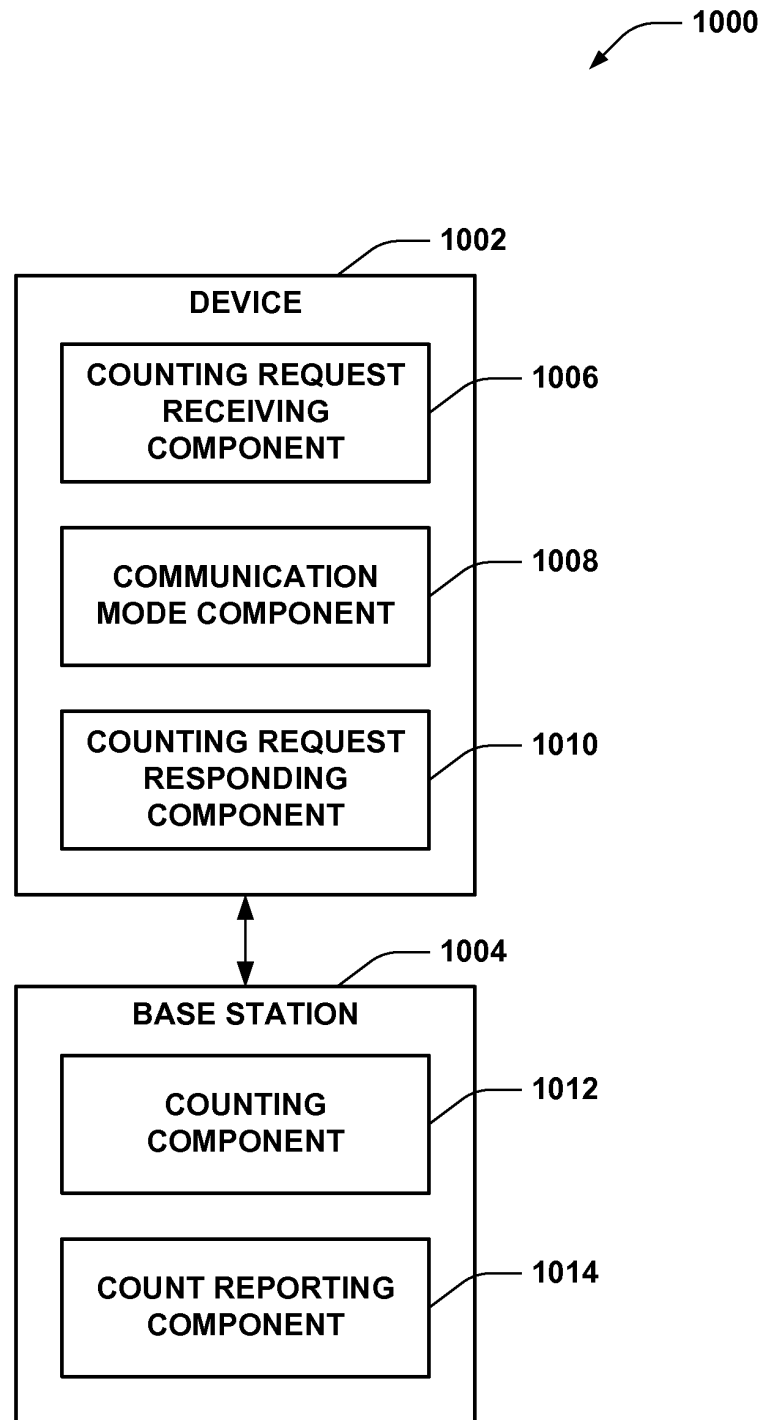 1000
1002
DEVICE
COUNTING REQUEST
RECEIVING
COMPONENT
1006
COMMUNICATION
MODE COMPONENT
1008
COUNTING REQUEST
RESPONDING
COMPONENT
1010
1004
BASE STATION
COUNTING
COMPONENT
1012
COUNT REPORTING
COMPONENT
1014